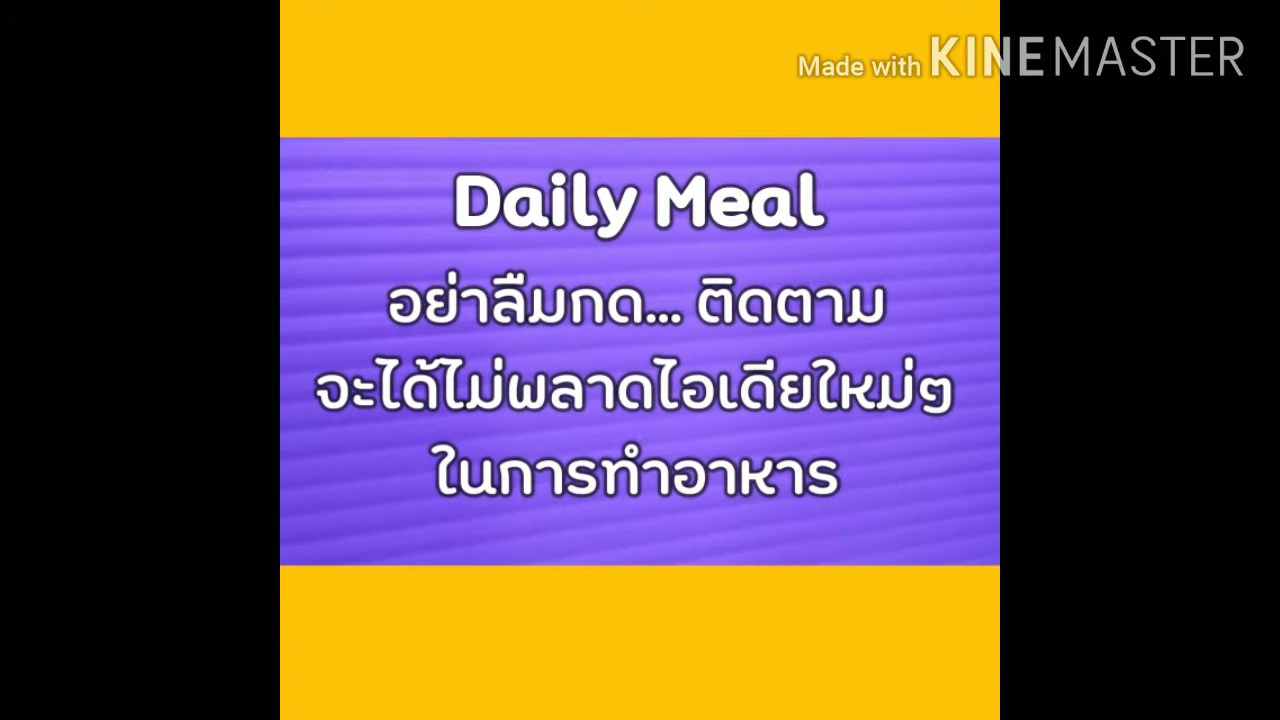 Made with KINEMASTER
Daily Meal
อย่าลืมกด... ติดตาม
จะได้ไม่พลาดไอเดียใหม่ๆ
ในการทำอาหาร